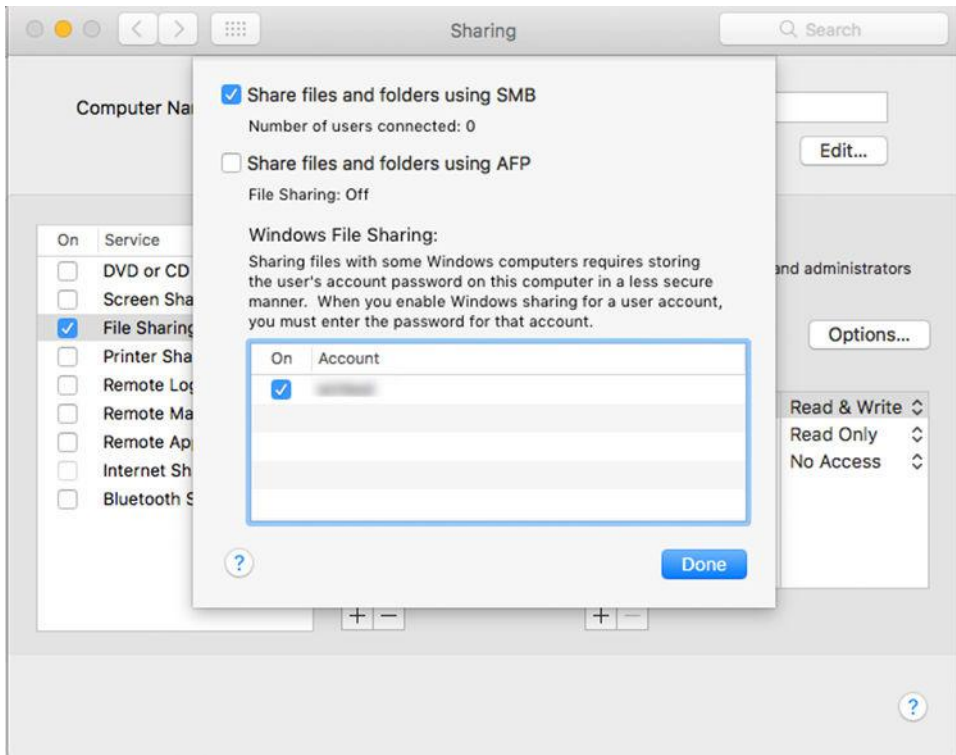 Sharing
Search
Computer Na
Edit...
Share files and folders using SMB
Number of users connected: 0
Share files and folders using AFP
File Sharing: Off
Windows File Sharing:
Sharing files with some Windows computers requires storing
the user's account password on this computer in a less secure
manner. When you enable Windows sharing for a user account,
you must enter the password for that account.
On Account
On Service
DVD or CD
Screen Sha
File Sharing
Printer Sha
Remote Log
Remote Ma
Remote Ap
Internet Sh
Bluetooth S
and administrators
Options...
Read & Write
Read Only
No Access
?
Done
+ −
+ −
?